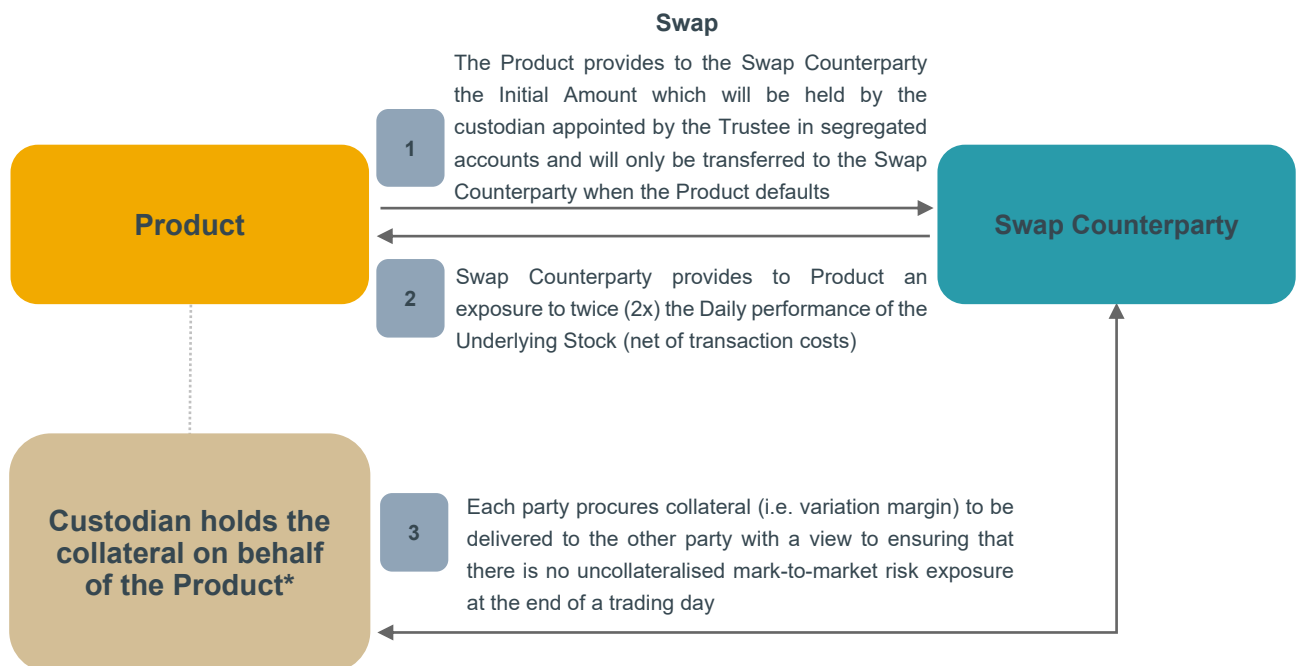 Swap
The Product provides to the Swap Counterparty
the Initial Amount which will be held by the
custodian appointed by the Trustee in segregated
accounts and will only be transferred to the Swap
Counterparty when the Product defaults
1
Product
Swap Counterparty
2
Swap Counterparty provides to Product an
exposure to twice (2x) the Daily performance of the
Underlying Stock (net of transaction costs)
Custodian holds the
collateral on behalf
of the Product*
3
Each party procures collateral (i.e. variation margin) to be
delivered to the other party with a view to ensuring that
there is no uncollateralised mark-to-market risk exposure
at the end of a trading day